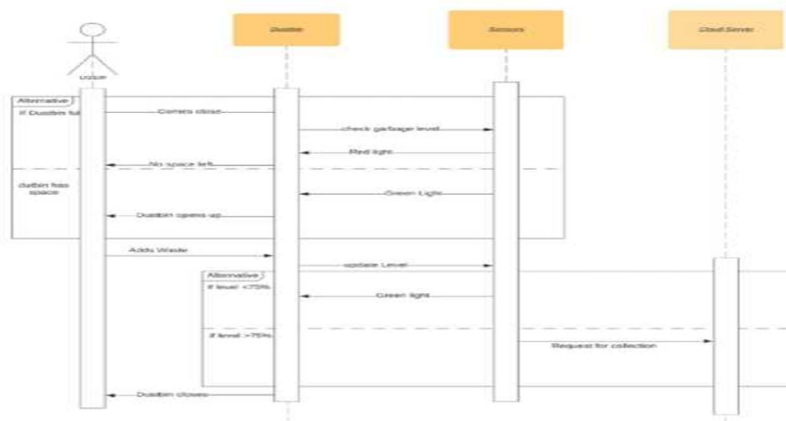 Dustbin
Sensors
Cloud Server
User
Alternative
If Dustbin full
Comes close
check garbage level
Red light
No space left
dutbin has
space
Green Light
Dustbin opens up
Adds Waste
update Level
Alternative
If level <75%
Green light
If level >75%
Request for collection
Dustbin closes